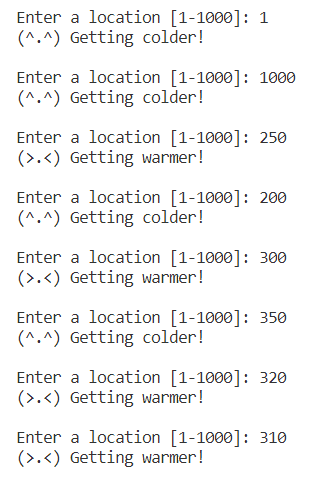 Enter a location [1-1000]: 1
(^.^) Getting colder!
Enter a location [1-1000]: 1000
(^.^) Getting colder!
Enter a location [1-1000]: 250
(>.<) Getting warmer!
Enter a location [1-1000]: 200
(^.^) Getting colder!
Enter a location [1-1000]: 300
(>.<) Getting warmer!
Enter a location [1-1000]: 350
(^.^) Getting colder!
Enter a location [1-1000]: 320
(>.<) Getting warmer!
Enter a location [1-1000]: 310
(>.<) Getting warmer!